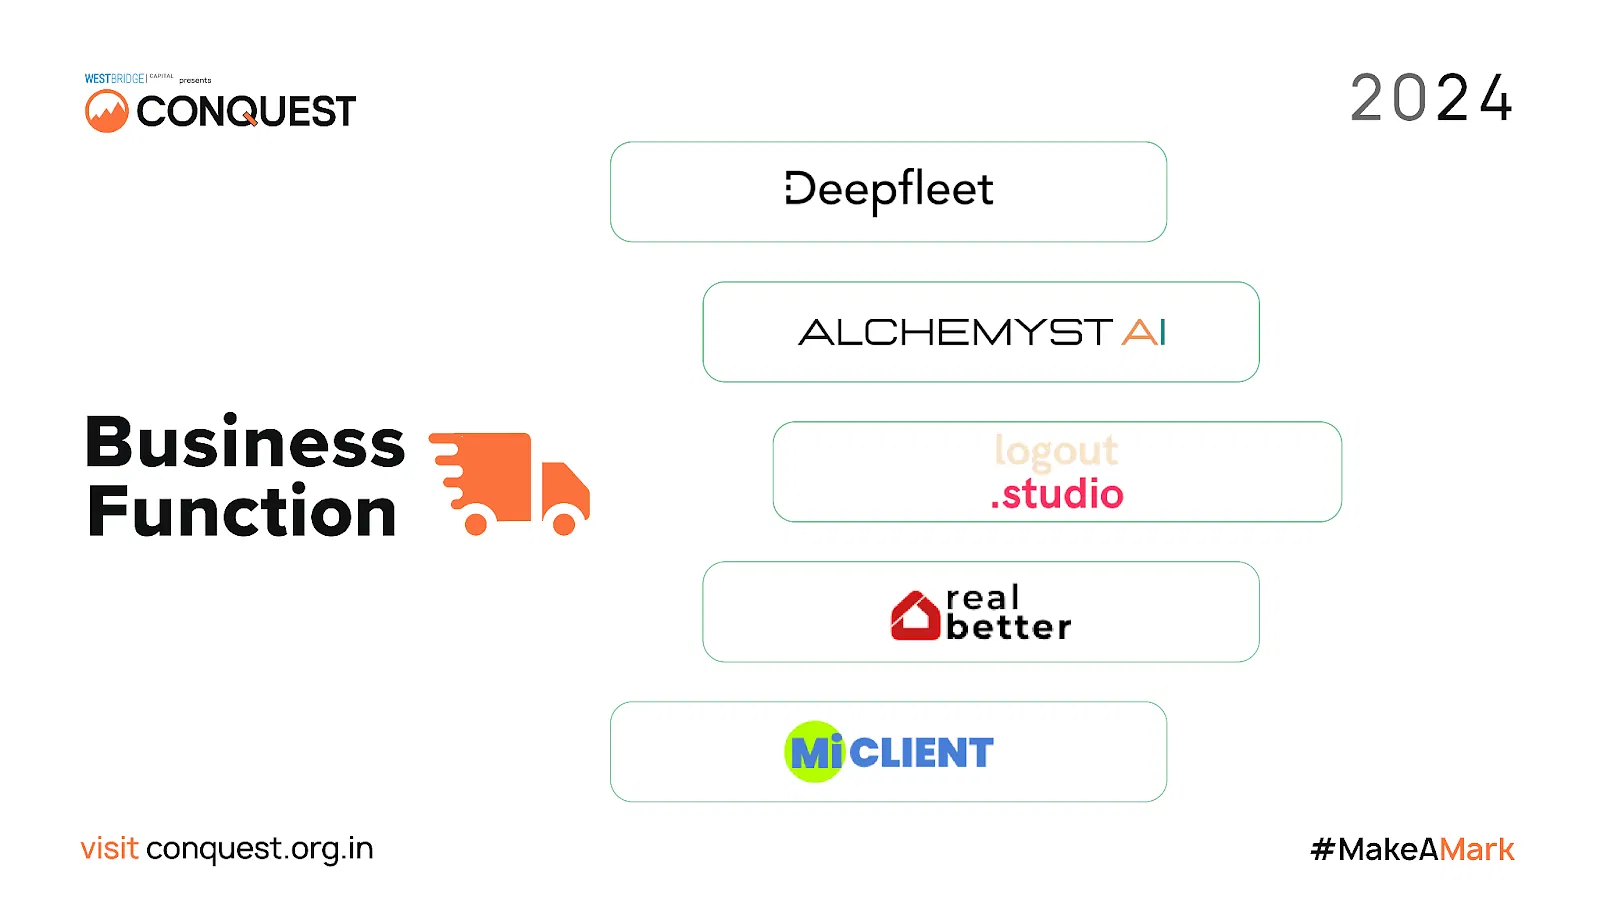 WESTBRIDGE | CAPITAL presents
CONQUEST
2024
Deepfleet
ALCHEMYST AI
logout
.studio
Business
Function
real
better
Mi CLIENT
visit conquest.org.in
#MakeAMark